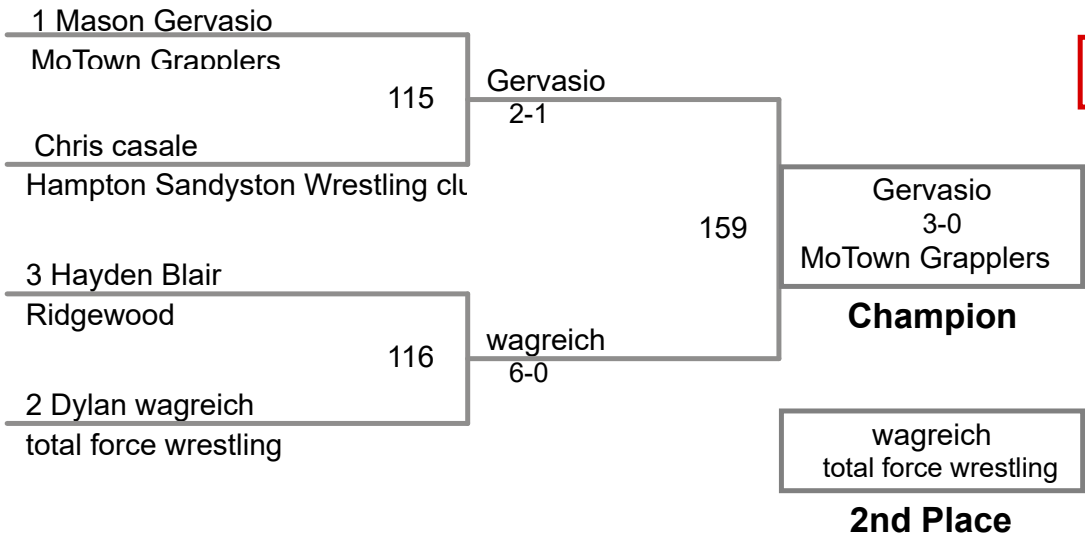 1 Mason Gervasio
MoTown Grapplers
115
Gervasio
2-1
Chris casale
Hampton Sandyston Wrestling clu
159
Gervasio
3-0
MoTown Grapplers
Champion
3 Hayden Blair
Ridgewood
116
wagreich
6-0
2 Dylan wagreich
total force wrestling
wagreich
total force wrestling
2nd Place